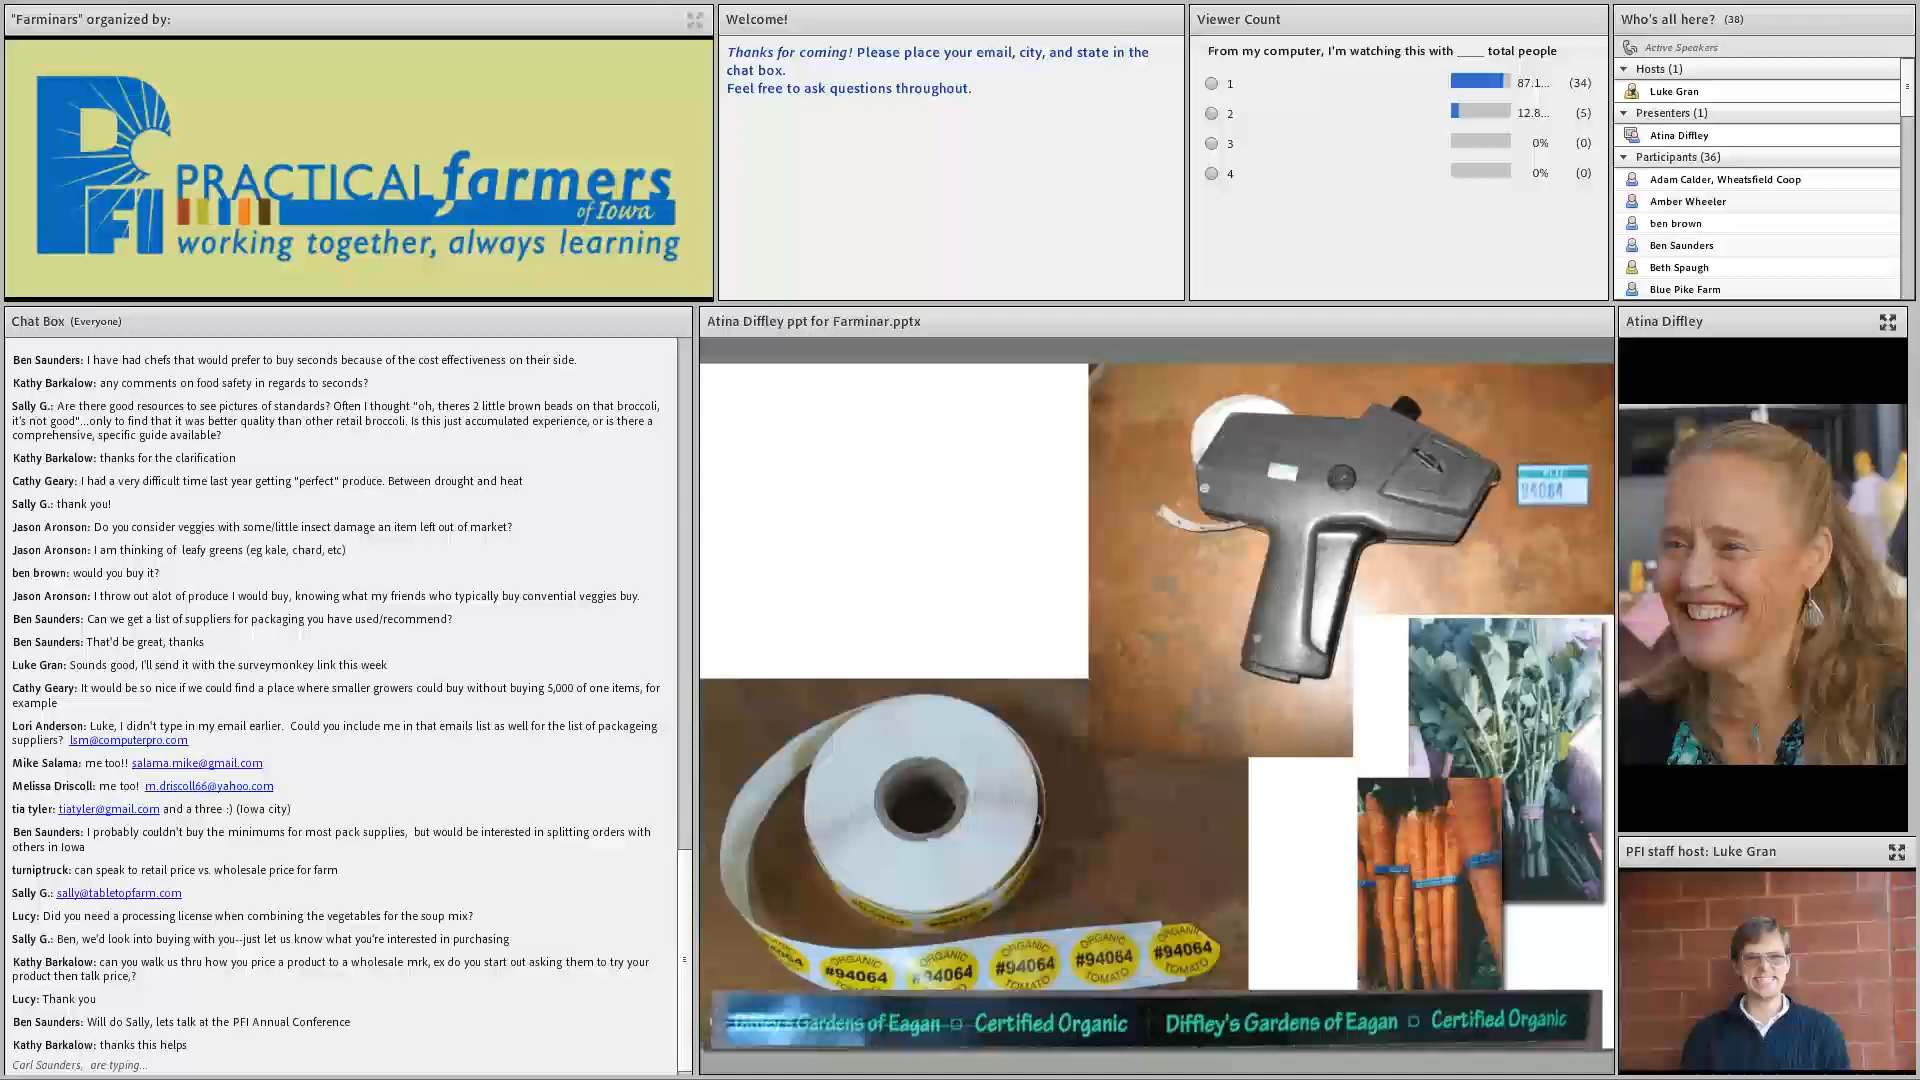 "Farminars" organized by:
PRACTICAL farmers
of Iowa
PFI
working together, always learning
Welcome!
Thanks for coming! Please place your email, city, and state in the
chat box.
Feel free to ask questions throughout.
Viewer Count
From my computer, I'm watching this with ____ total people
1 87.1... (34)
2 12.8... (5)
3 0% (0)
4 0% (0)
Who's all here? (38)
Active Speakers
Hosts (1)
Luke Gran
Presenters (1)
Atina Diffley
Participants (36)
Adam Calder, Wheatsfield Coop
Amber Wheeler
ben brown
Ben Saunders
Beth Spaugh
Blue Pike Farm
Chat Box (Everyone)
Ben Saunders: I have had chefs that would prefer to buy seconds because of the cost effectiveness on their side.
Kathy Barkalow: any comments on food safety in regards to seconds?
Sally G.: Are there good resources to see pictures of standards? Often I thought "oh, theres 2 little brown beads on that broccoli,
it's not good"...only to find that it was better quality than other retail broccoli. Is this just accumulated experience, or is there a
comprehensive, specific guide available?
Kathy Barkalow: thanks for the clarification
Cathy Geary: I had a very difficult time last year getting "perfect" produce. Between drought and heat
Sally G.: thank you!
Jason Aronson: Do you consider veggies with some/little insect damage an item left out of market?
Jason Aronson: I am thinking of leafy greens (eg kale, chard, etc)
ben brown: would you buy it?
Jason Aronson: I throw out alot of produce I would buy, knowing what my friends who typically buy convential veggies buy.
Ben Saunders: Can we get a list of suppliers for packaging you have used/recommend?
Ben Saunders: That'd be great, thanks
Luke Gran: Sounds good, I'll send it with the surveymonkey link this week
Cathy Geary: It would be so nice if we could find a place where smaller growers could buy without buying 5,000 of one items, for
example
Lori Anderson: Luke, I didn't type in my email earlier. Could you include me in that emails list as well for the list of packageing
suppliers? lsm@computerpro.com
Mike Salama: me too!! salama.mike@gmail.com
Melissa Driscoll: me too! m.driscoll66@yahoo.com
tia tyler: tiatyler@gmail.com and a three :) (Iowa city)
Ben Saunders: I probably couldn't buy the minimums for most pack supplies, but would be interested in splitting orders with
others in Iowa
turniptruck: can speak to retail price vs. wholesale price for farm
Sally G.: sally@tabletopfarm.com
Lucy: Did you need a processing license when combining the vegetables for the soup mix?
Sally G.: Ben, we'd look into buying with you--just let us know what you're interested in purchasing
Kathy Barkalow: can you walk us thru how you price a product to a wholesale mrk, ex do you start out asking them to try your
product then talk price,?
Lucy: Thank you
Ben Saunders: Will do Sally, lets talk at the PFI Annual Conference
Kathy Barkalow: thanks this helps
Carl Saunders, are typing...
Atina Diffley ppt for Farminar.pptx
94064
ORGANIC ORGANIC ORGANIC ORGANIC ORGANIC
#94064 #94064 #94064 #94064 #94064
TOMATO TOMATO TOMATO TOMATO
Diffley's Gardens of Eagan Certified Organic Diffley's Gardens of Eagan Certified Organic
Atina Diffley
PFI staff host: Luke Gran